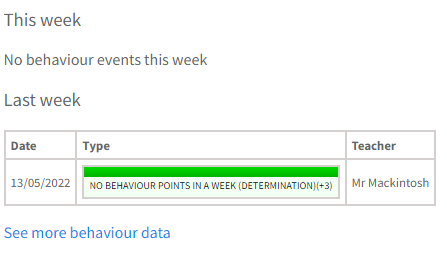 This week
No behaviour events this week
Last week
Date Type Teacher
13/05/2022 NO BEHAVIOUR POINTS IN A WEEK (DETERMINATION)(+3) Mr Mackintosh
See more behaviour data